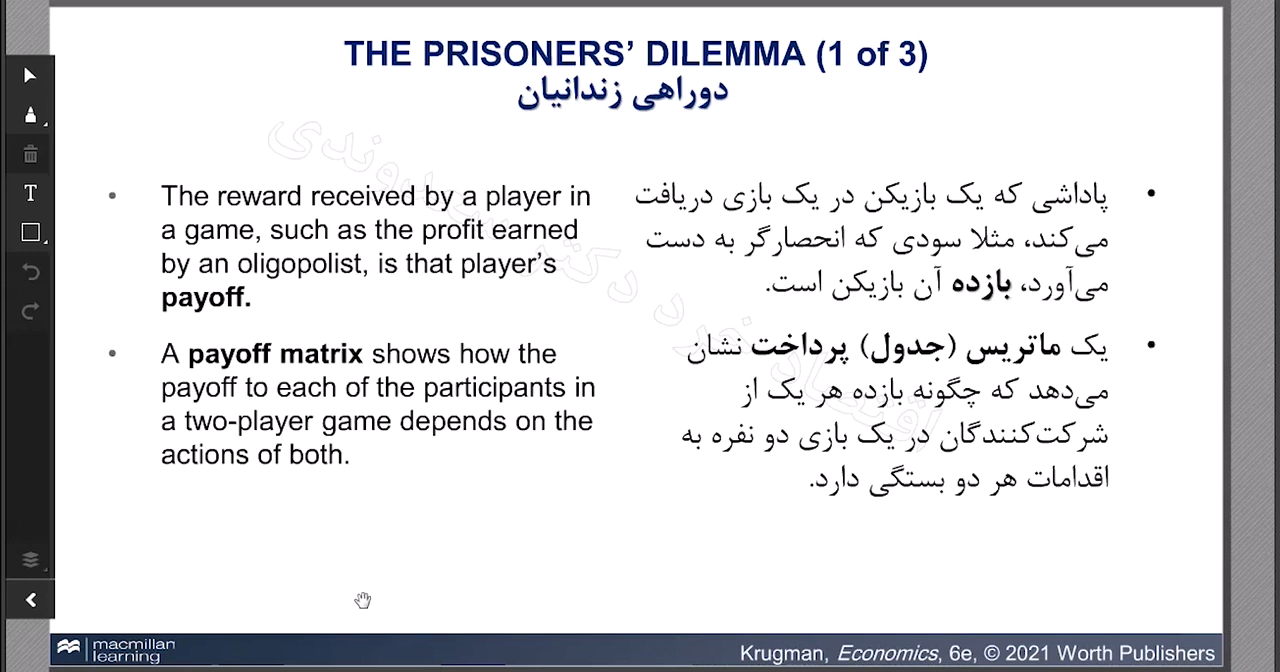 THE PRISONERS’ DILEMMA (1 of 3)
دوراهی زندانیان
• The reward received by a player in
a game, such as the profit earned
by an oligopolist, is that player’s
payoff.
• A payoff matrix shows how the
payoff to each of the participants in
a two-player game depends on the
actions of both.
• پاداشی که یک بازیکن در یک بازی دریافت
می‌کند، مثلا سودی که انحصارگر به دست
می‌آورد، بازده آن بازیکن است.
• یک ماتریس (جدول) پرداخت نشان
می‌دهد که چگونه بازده هر یک از
شرکت‌کنندگان در یک بازی دو نفره به
اقدامات هر دو بستگی دارد.
اقتصاد خرد دکتر
T
macmillan
learning
Krugman, Economics, 6e, © 2021 Worth Publishers